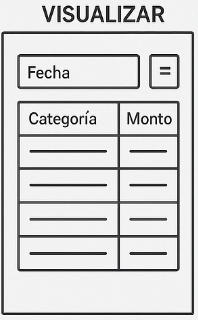 VISUALIZAR
Fecha
=
Categoría Monto